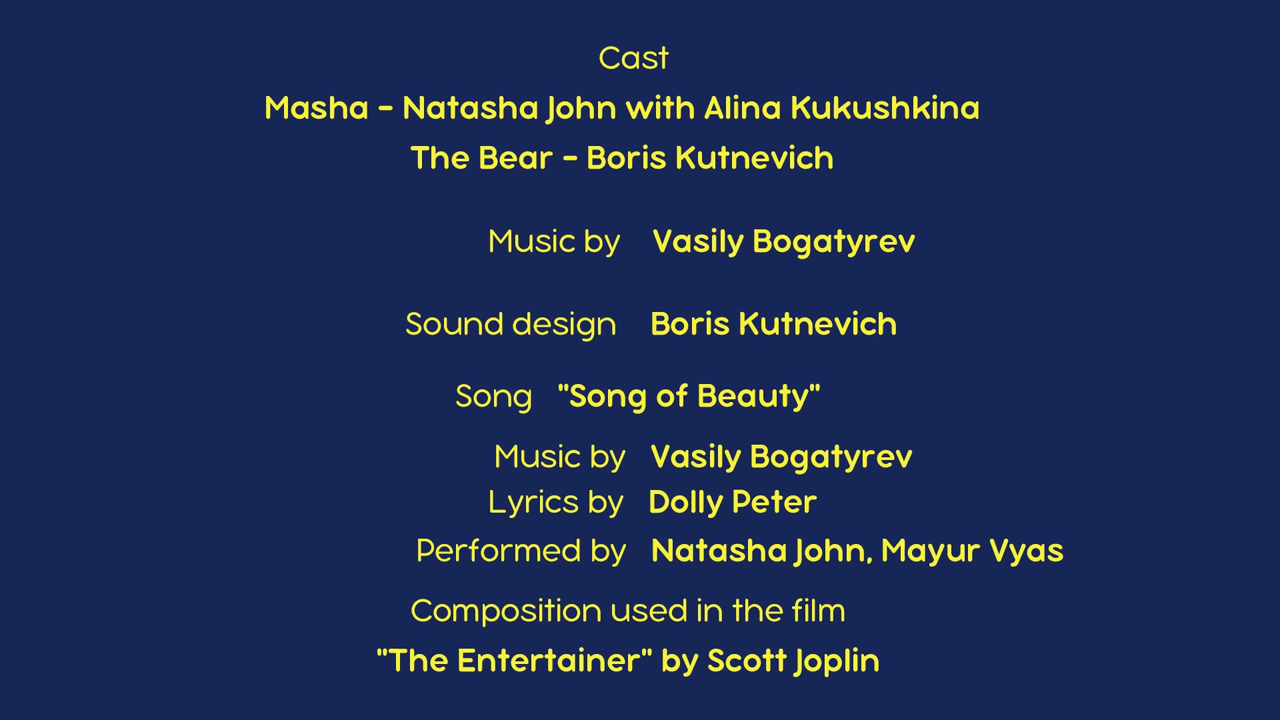 Cast
Masha - Natasha John with Alina Kukushkina
The Bear - Boris Kutnevich
Music by Vasily Bogatyrev
Sound design Boris Kutnevich
Song "Song of Beauty"
Music by Vasily Bogatyrev
Lyrics by Dolly Peter
Performed by Natasha John, Mayur Vyas
Composition used in the film
"The Entertainer" by Scott Joplin